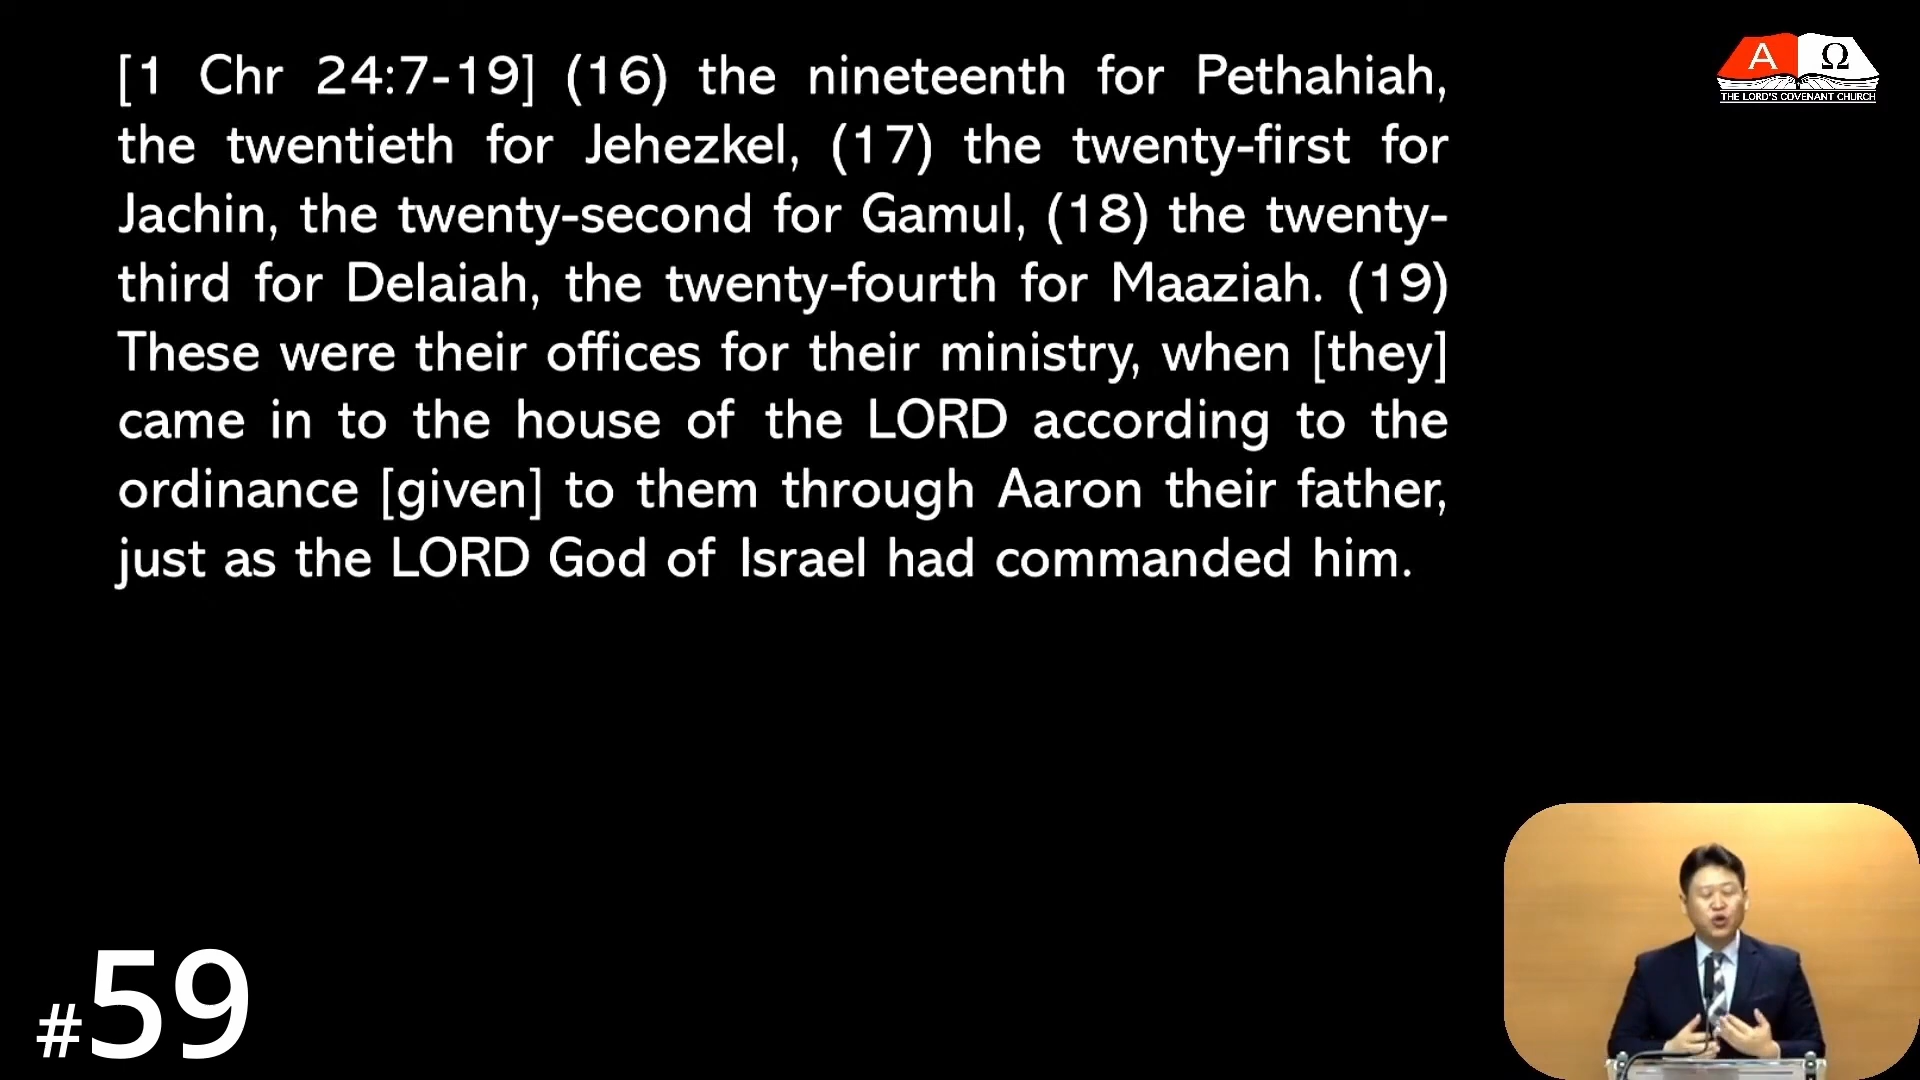 [1 Chr 24:7-19] (16) the nineteenth for Pethahiah,
the twentieth for Jehezkel, (17) the twenty-first for
Jachin, the twenty-second for Gamul, (18) the twenty-
third for Delaiah, the twenty-fourth for Maaziah. (19)
These were their offices for their ministry, when [they]
came in to the house of the LORD according to the
ordinance [given] to them through Aaron their father,
just as the LORD God of Israel had commanded him.
A Ω
THE LORD'S COVENANT CHURCH
#59